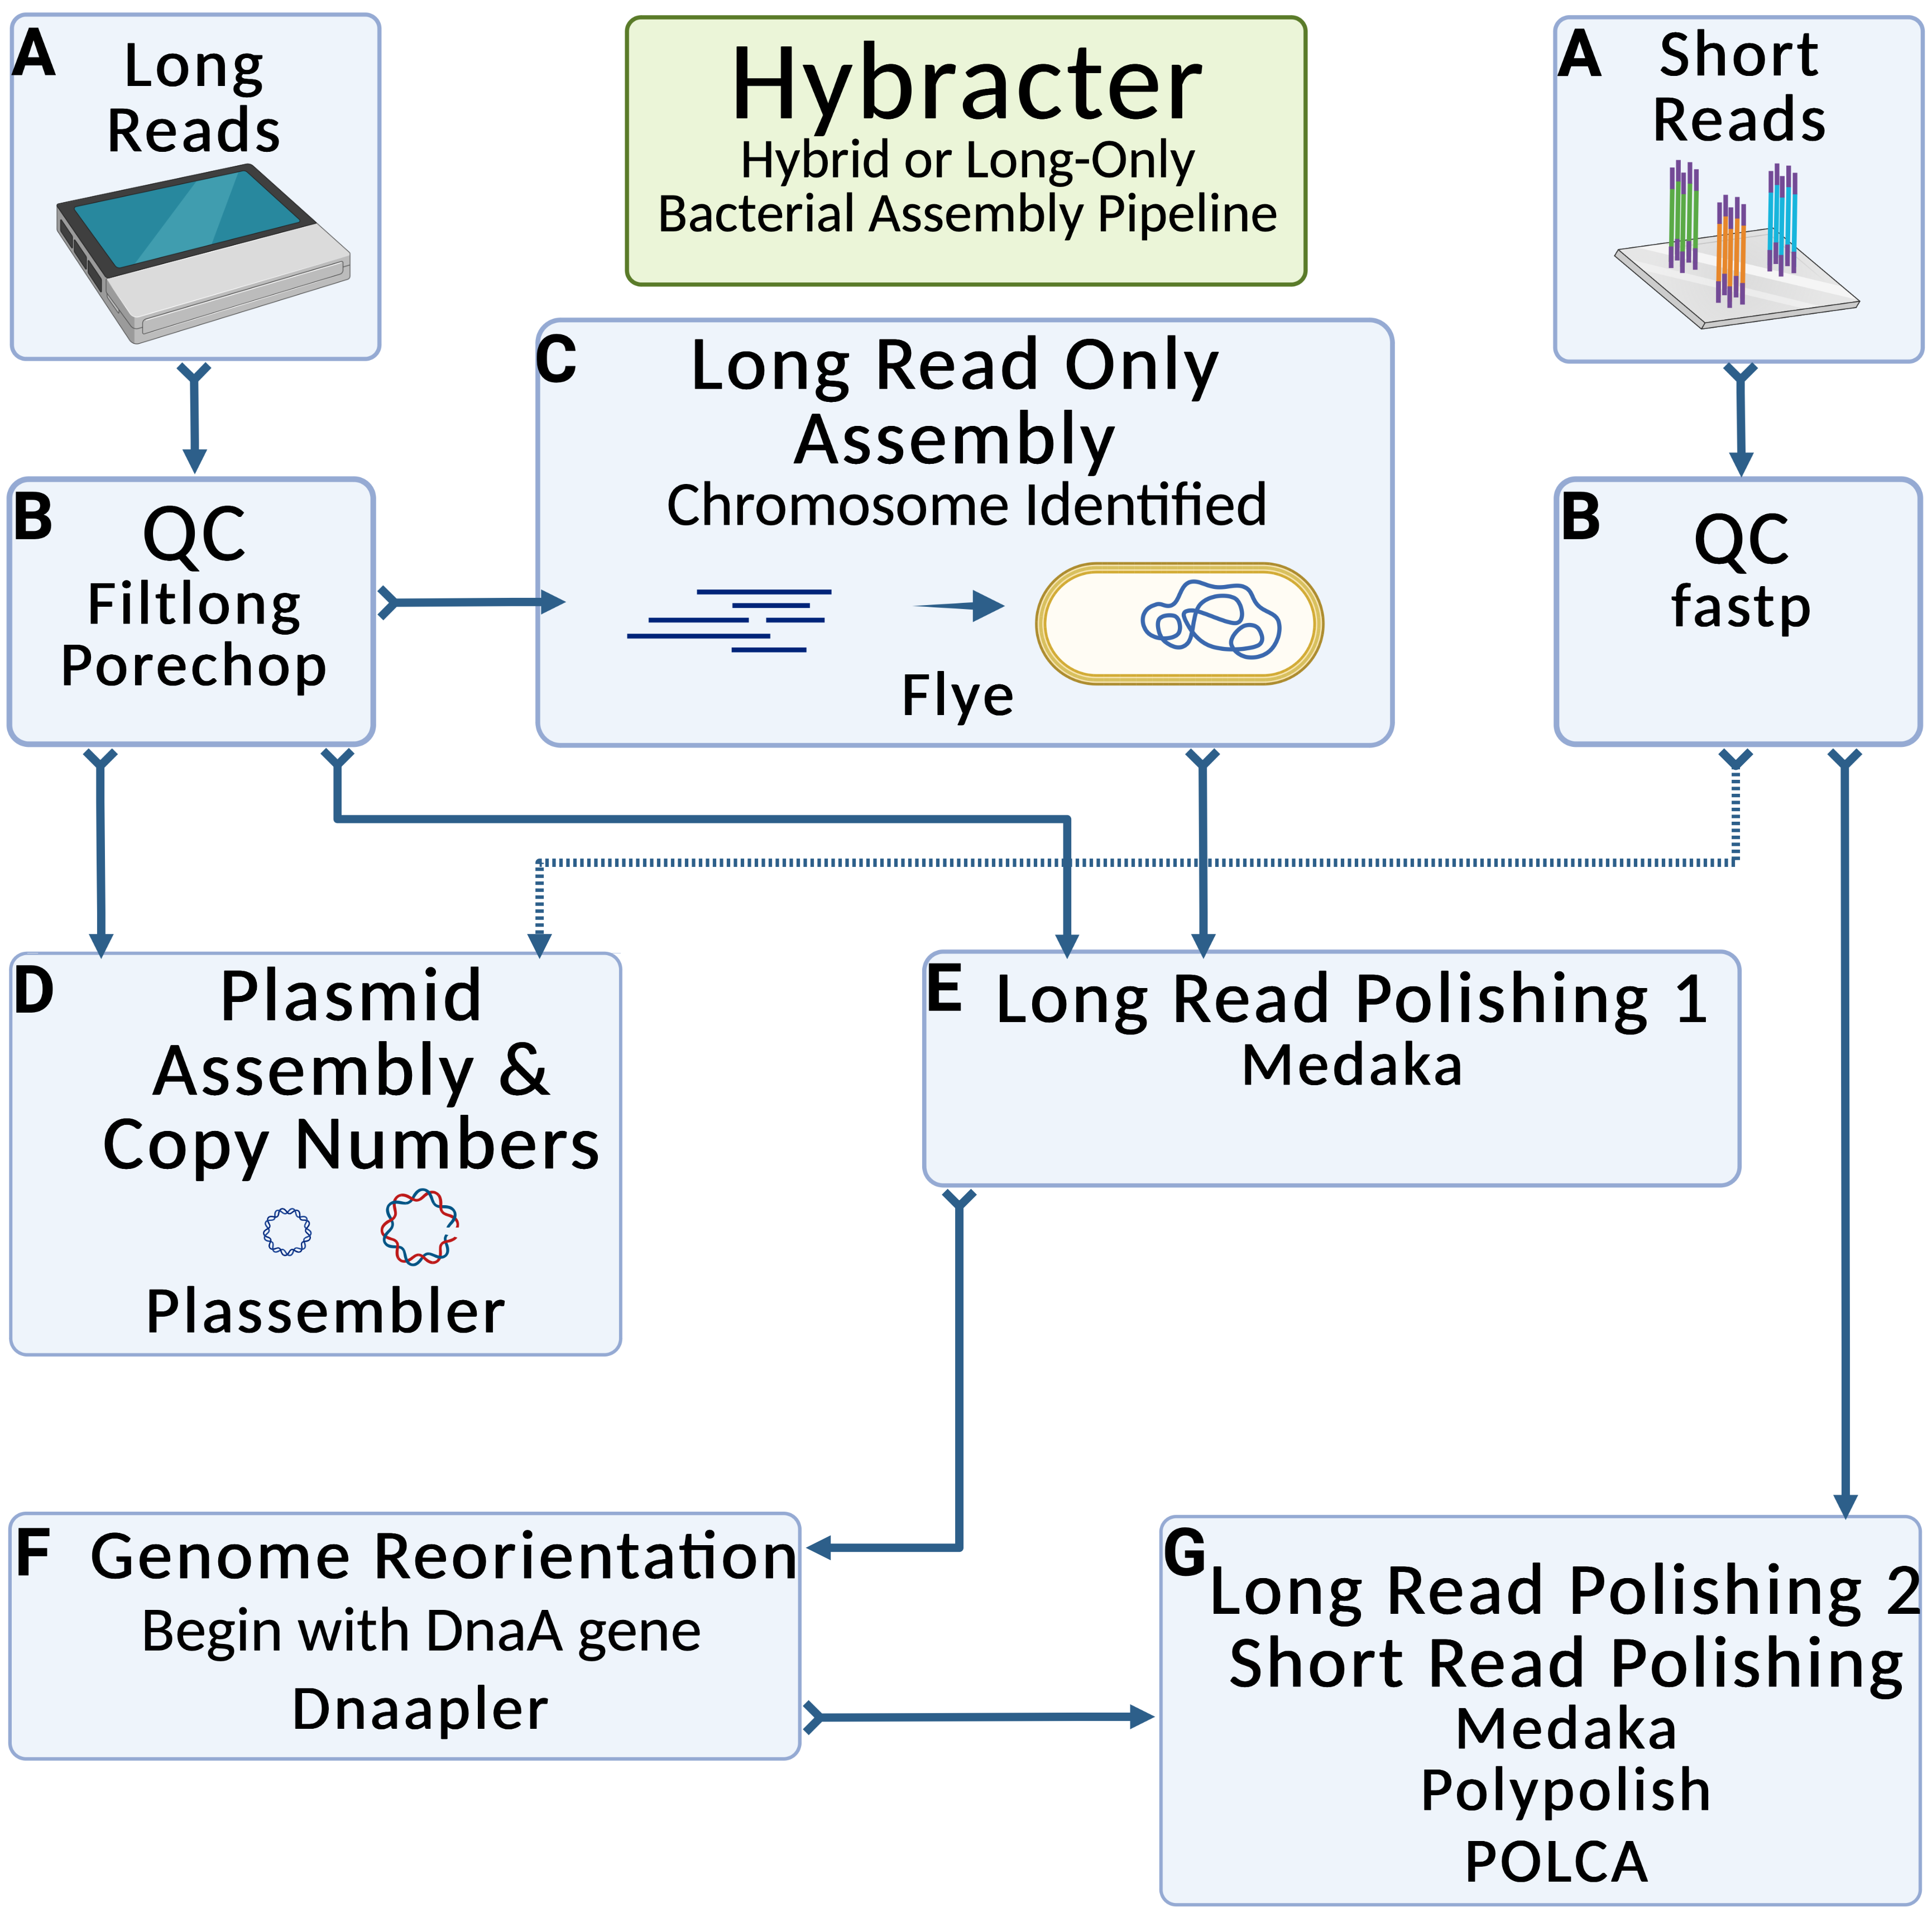 A
Long
Reads
Hybracter
Hybrid or Long-Only
Bacterial Assembly Pipeline
A
Short
Reads
B
QC
Filtlong
Porechop
C
Long Read Only
Assembly
Chromosome Identified
Flye
B
QC
fastp
D
Plasmid
Assembly &
Copy Numbers
Plassembler
E
Long Read Polishing 1
Medaka
F
Genome Reorientation
Begin with DnaA gene
Dnaapler
G
Long Read Polishing 2
Short Read Polishing
Medaka
Polypolish
POLCA